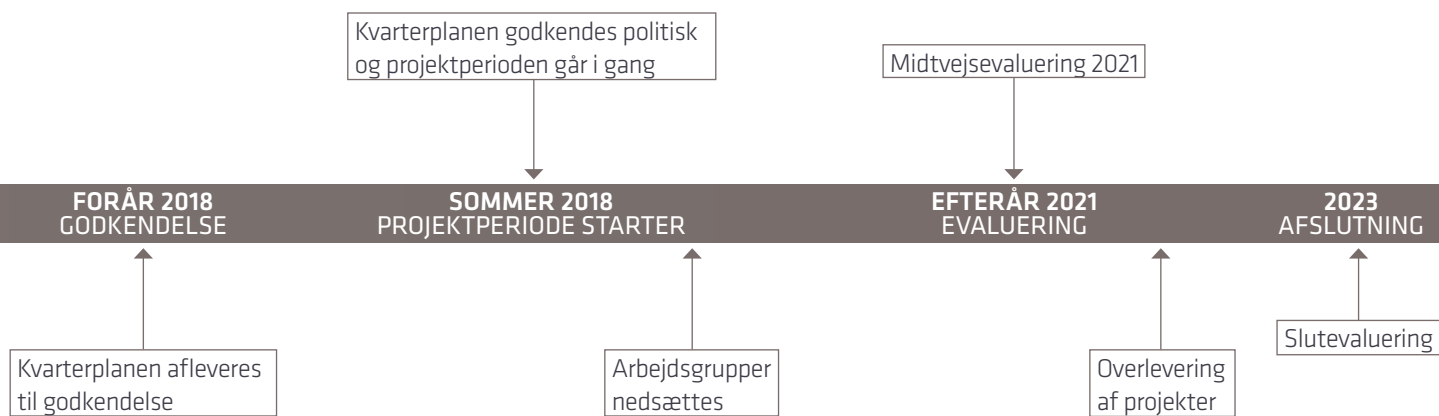 Kvarterplanen godkendes politisk
og projektperioden går i gang
Midtvejsevaluering 2021
FORÅR 2018
GODKENDELSE
SOMMER 2018
PROJEKTPERIODE STARTER
EFTERÅR 2021
EVALUERING
2023
AFSLUTNING
Kvarterplanen afleveres
til godkendelse
Arbejdsgrupper
nedsættes
Overlevering
af projekter
Slutevaluering